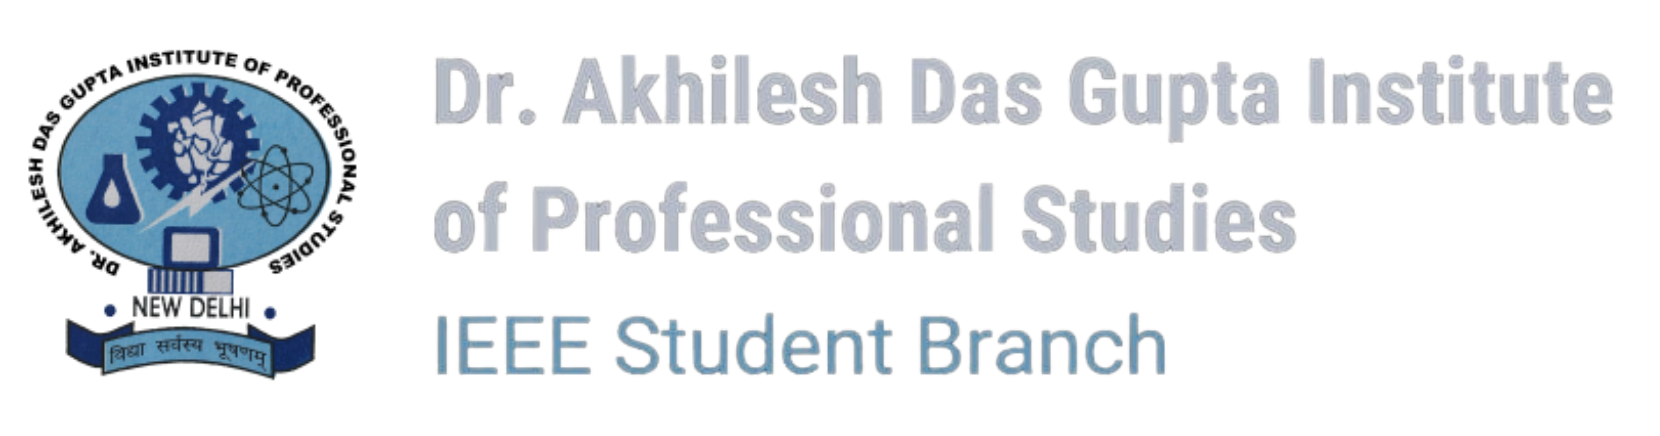 DR. AKHILESH DAS GUPTA INSTITUTE OF PROFESSIONAL STUDIES
NEW DELHI
विद्या सर्वस्य भूषणम्
Dr. Akhilesh Das Gupta Institute
of Professional Studies
IEEE Student Branch